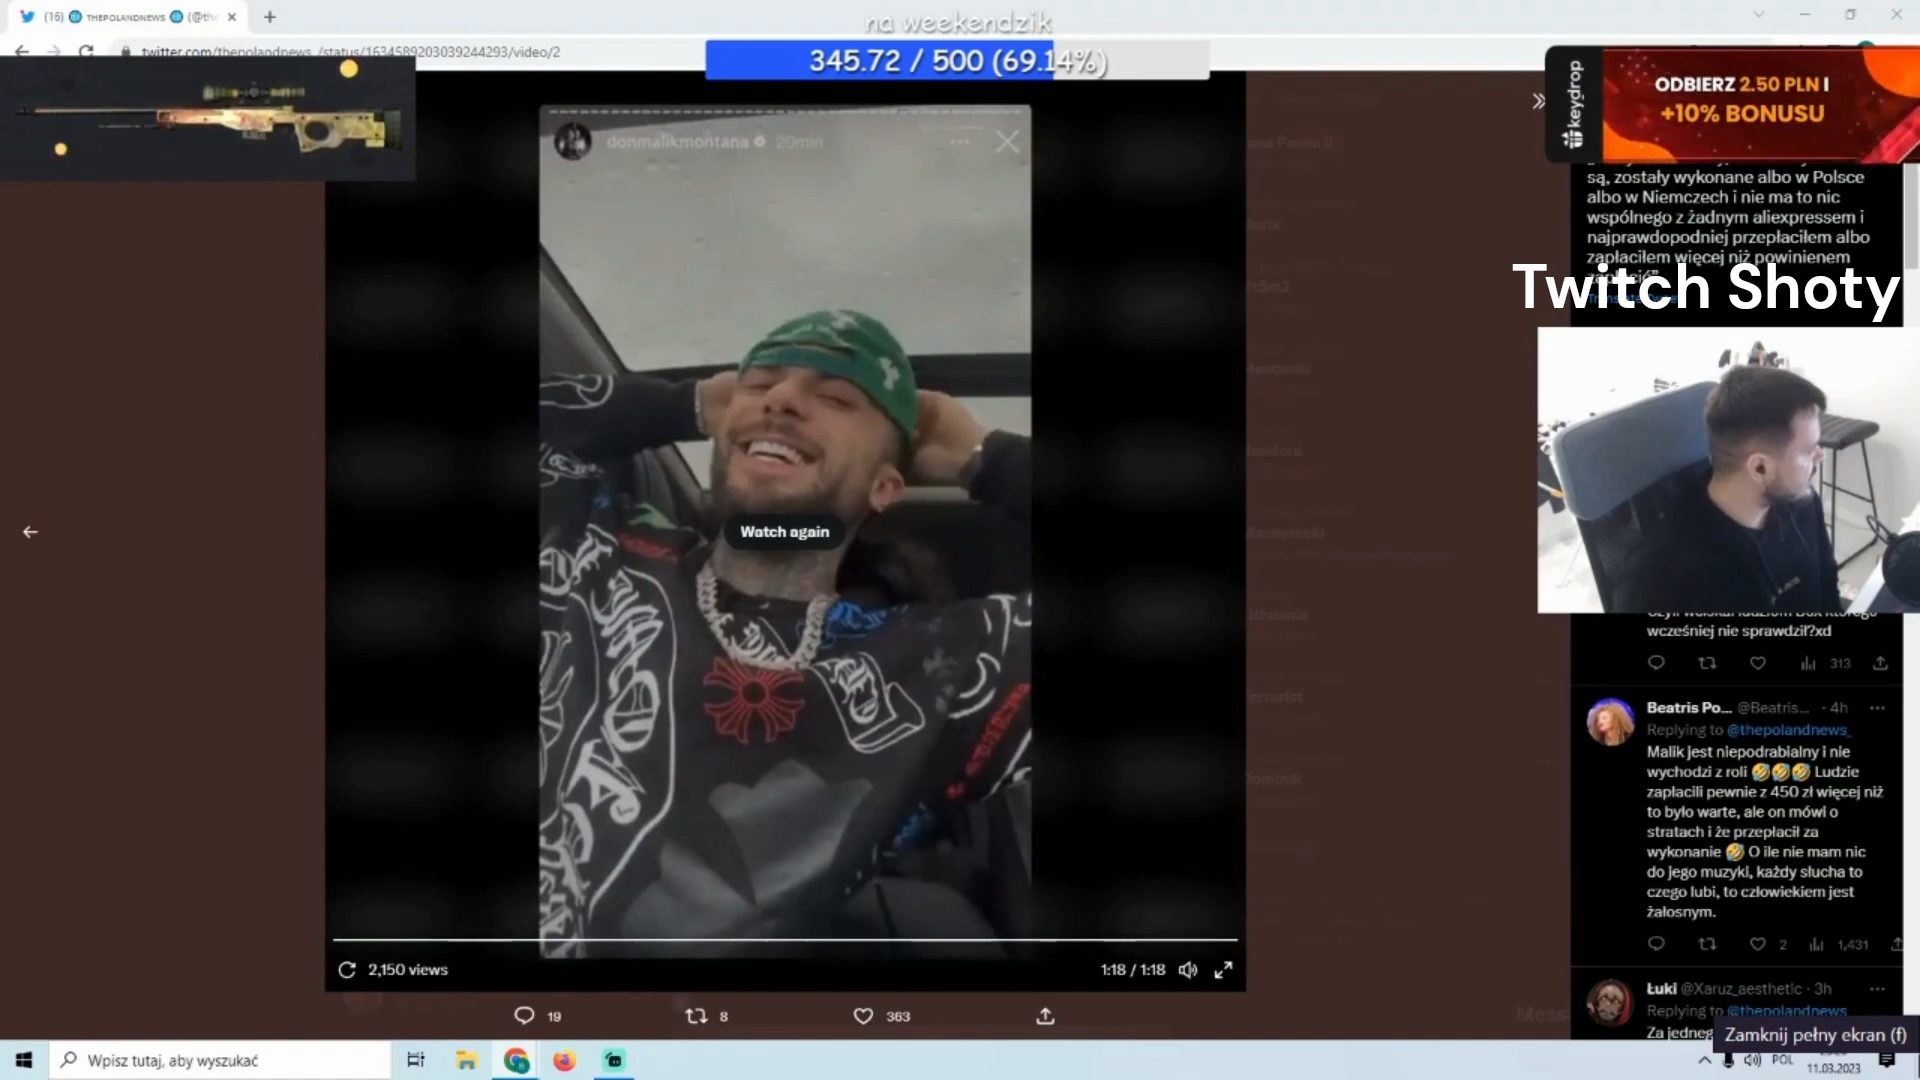 (16) THEPOLANDNEWS (@th
twitter.com/thepolandnews_/status/1634589203039244293/video/2
na weekendzik
345.72 / 500 (69.14%)
keydrop
ODBIERZ 2.50 PLN I
+10% BONUSU
donmalikmontana 20min
są, zostały wykonane albo w Polsce
albo w Niemczech i nie ma to nic
wspólnego z żadnym aliexpressem i
najprawdopodniej przepłaciłem albo
zapłaciłem więcej niż powinienem
Twitch Shoty
Watch again
wcześniej nie sprawdził?xd
313
Beatris Po... @Beatris... · 4h
Replying to @thepolandnews_
Malik jest niepodrabialny i nie
wychodzi z roli 🤣🤣🤣 Ludzie
zapłacili pewnie z 450 zł więcej niż
to było warte, ale on mówi o
stratach i że przepłacił za
wykonanie 🤣 O ile nie mam nic
do jego muzyki, każdy słucha to
czego lubi, to człowiekiem jest
żałosnym.
2 1,431
Łuki @Xaruz_aesthetic · 3h
Replying to @thepolandnews_
Za jedneg
2,150 views
1:18 / 1:18
19 8 363
Zamknij pełny ekran (f)
Wpisz tutaj, aby wyszukać
POL
11.03.2023